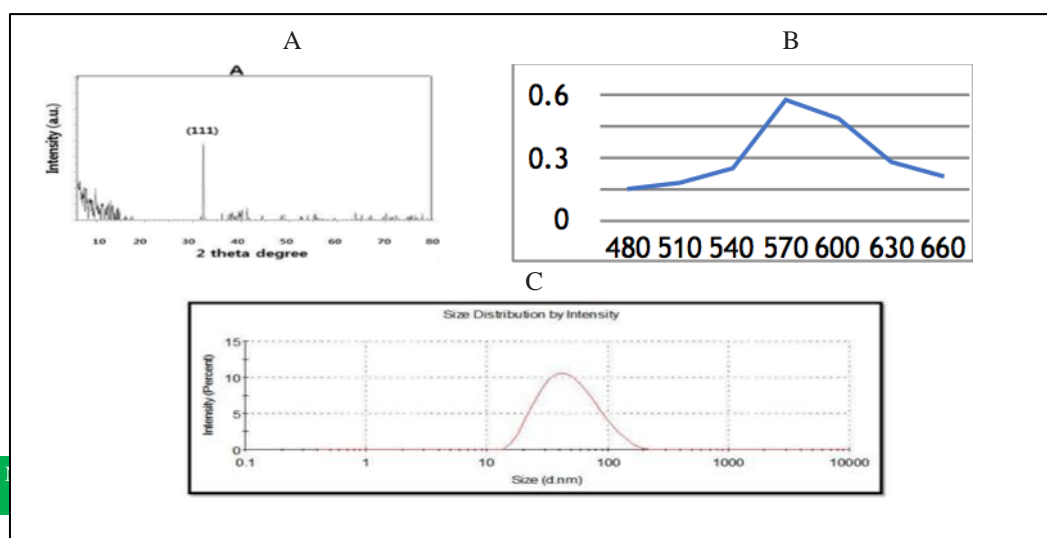 A
B
A
Intensity (a.u.)
(111)
10 20 30 40 50 60 70 80
2 theta degree
0.6
0.3
0
480 510 540 570 600 630 660
C
Size Distribution by Intensity
Intensity (Percent)
15
10
5
0
0.1 1 10 100 1000 10000
Size (d.nm)